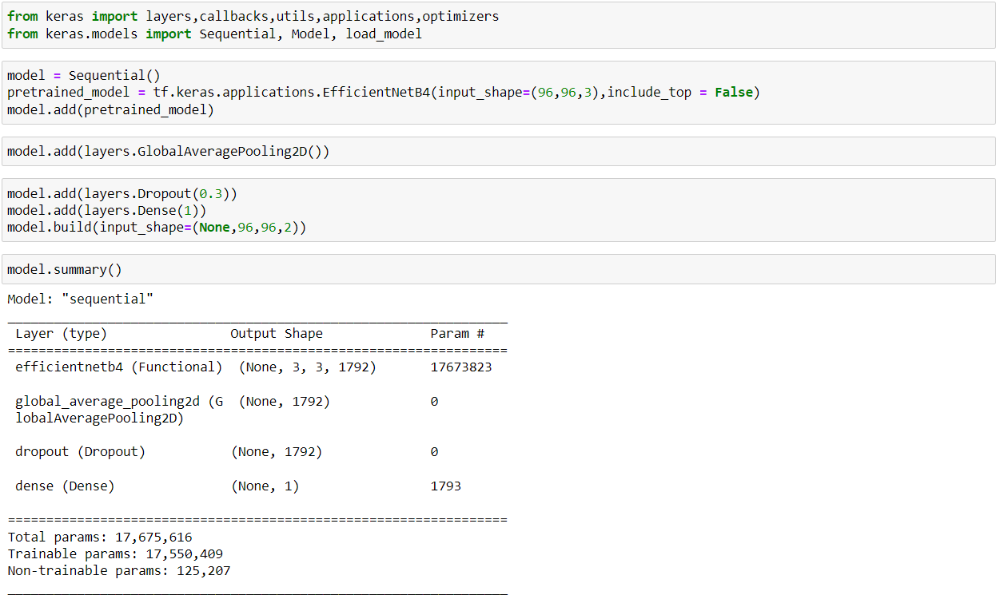 from keras import layers,callbacks,utils,applications,optimizers
from keras.models import Sequential, Model, load_model
model = Sequential()
pretrained_model = tf.keras.applications.EfficientNetB4(input_shape=(96,96,3),include_top = False)
model.add(pretrained_model)
model.add(layers.GlobalAveragePooling2D())
model.add(layers.Dropout(0.3))
model.add(layers.Dense(1))
model.build(input_shape=(None,96,96,2))
model.summary()
Model: "sequential"
_________________________________________________________________
Layer (type)                Output Shape              Param #
=================================================================
efficientnetb4 (Functional)  (None, 3, 3, 1792)       17673823
global_average_pooling2d (G  (None, 1792)             0
lobalAveragePooling2D)
dropout (Dropout)           (None, 1792)              0
dense (Dense)               (None, 1)                 1793
=================================================================
Total params: 17,675,616
Trainable params: 17,550,409
Non-trainable params: 125,207
_________________________________________________________________